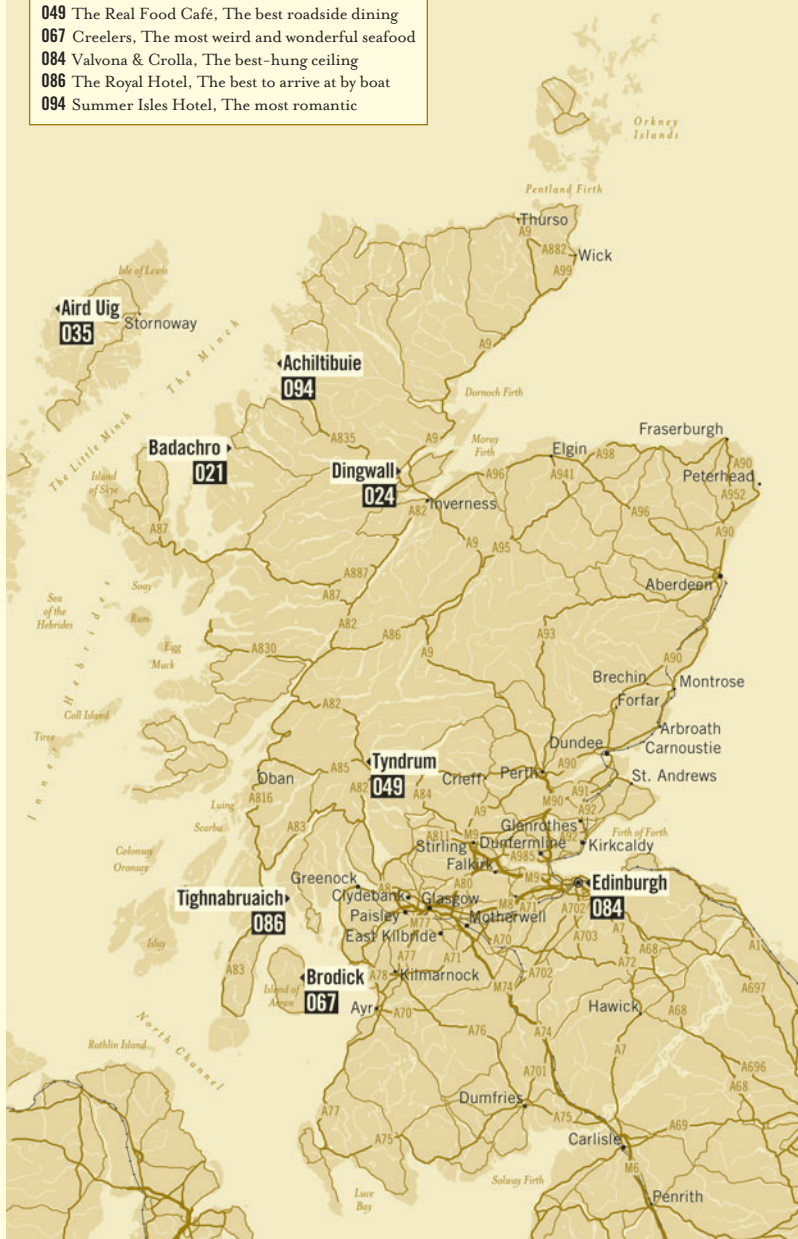 049 The Real Food Café, The best roadside dining
067 Creelers, The most weird and wonderful seafood
084 Valvona & Crolla, The best-hung ceiling
086 The Royal Hotel, The best to arrive at by boat
094 Summer Isles Hotel, The most romantic
Orkney
Islands
Pentland Firth
Thurso
A9
A882
Wick
A99
Isle of Lewis
Aird Uig
035
Stornoway
The Minch
A9
Achiltibuie
094
Dornoch Firth
The Little Minch
A835
A9
Moray
Firth
Badachro
021
Dingwall
024
Island
of Skye
Fraserburgh
Elgin
A98
A90
Peterhead
A96
A941
A952
A82
Inverness
A96
A87
A9
A95
A90
A887
Aberdeen
Soay
A87
Sea
of the
Hebrides
Rum
A82
A86
A93
Egg
A830
A9
Muck
A90
Inner Hebrides
Brechin
Montrose
Forfar
Coll Island
A82
Tiree
Arbroath
Dundee
Carnoustie
Tyndrum
049
Oban
A85
A82
A84
Crieff
Perth
A90
St. Andrews
A816
A91
M90
A92
Luing
Scarba
A83
A9
Glenrothes
Firth of Forth
A811
M9
Stirling
Dunfermline
A92
Kirkcaldy
Colonsay
Oronsay
A985
Falkirk
Greenock
A8
A80
M9
Edinburgh
084
Tighnabruaich
086
Clydebank
Glasgow
M8
A71
A702
Paisley
M77
Motherwell
A7
Islay
East Kilbride
A70
A703
A68
A1
A71
A72
A83
Brodick
067
A77
A78
Kilmarnock
A702
A697
Island of
Arran
M74
Ayr
A70
Hawick
A68
North Channel
A76
A74
Rathlin Island
A7
A696
A701
A68
Dumfries
A77
A75
A69
A75
Carlisle
M6
Solway Firth
Luce
Bay
Penrith